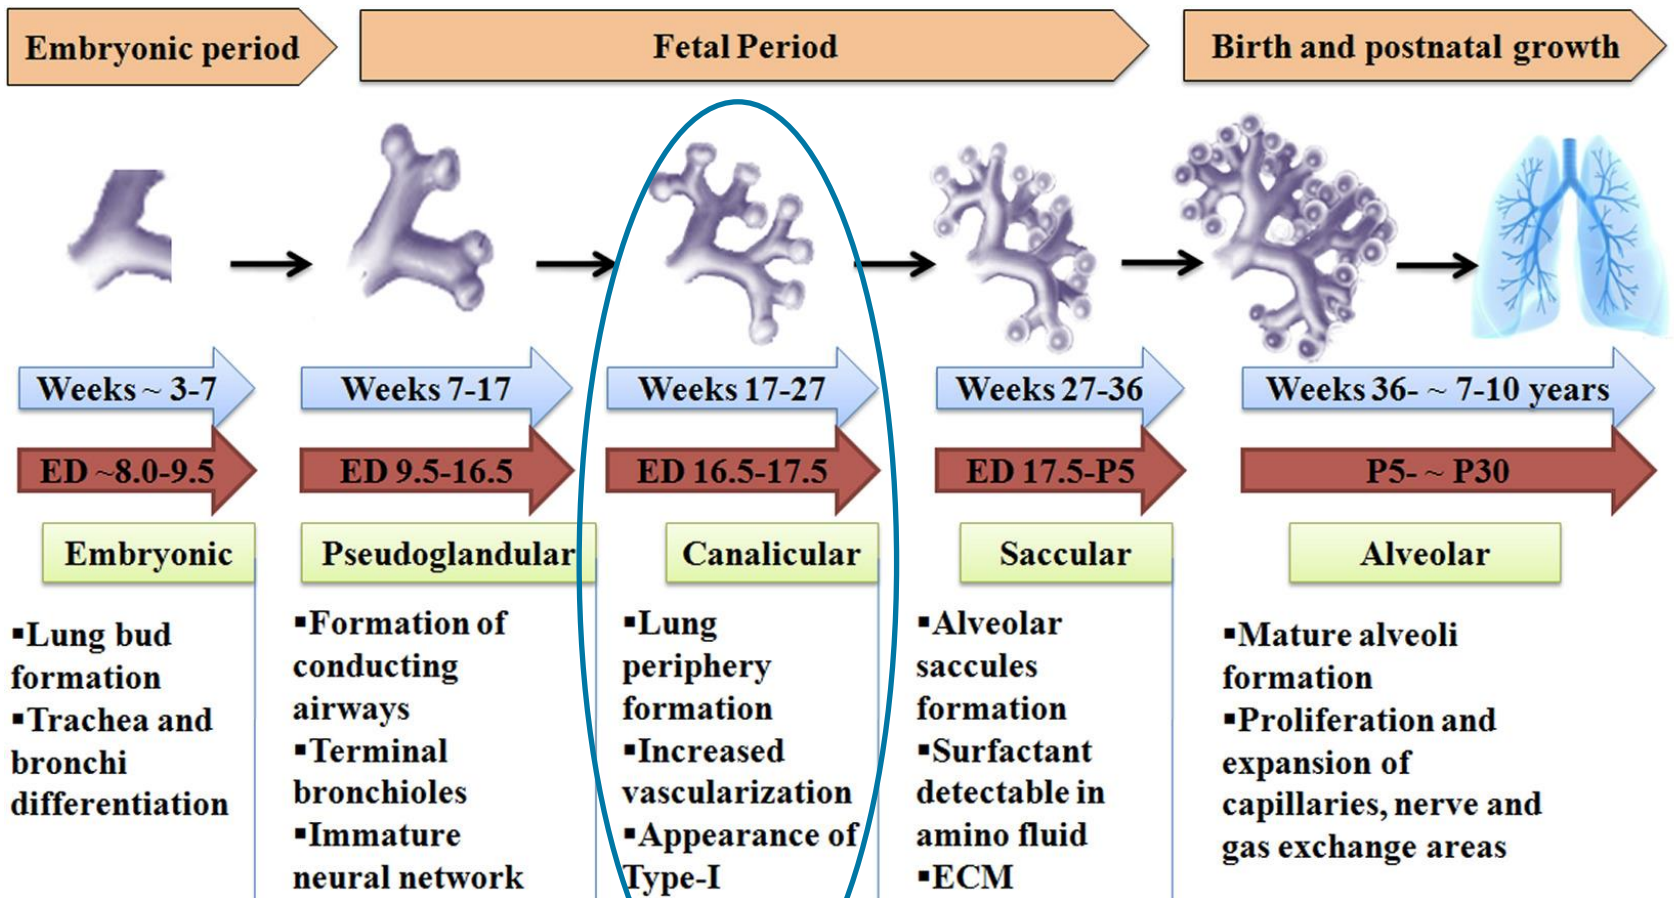 Embryonic period
Fetal Period
Birth and postnatal growth
Weeks ~ 3-7
Weeks 7-17
Weeks 17-27
Weeks 27-36
Weeks 36- ~ 7-10 years
ED ~8.0-9.5
ED 9.5-16.5
ED 16.5-17.5
ED 17.5-P5
P5- ~ P30
Embryonic
Pseudoglandular
Canalicular
Saccular
Alveolar
▪Lung bud
formation
▪Trachea and
bronchi
differentiation
▪Formation of
conducting
airways
▪Terminal
bronchioles
▪Immature
neural network
▪Lung
periphery
formation
▪Increased
vascularization
▪Appearance of
Type-I
▪Alveolar
saccules
formation
▪Surfactant
detectable in
amino fluid
▪ECM
▪Mature alveoli
formation
▪Proliferation and
expansion of
capillaries, nerve and
gas exchange areas